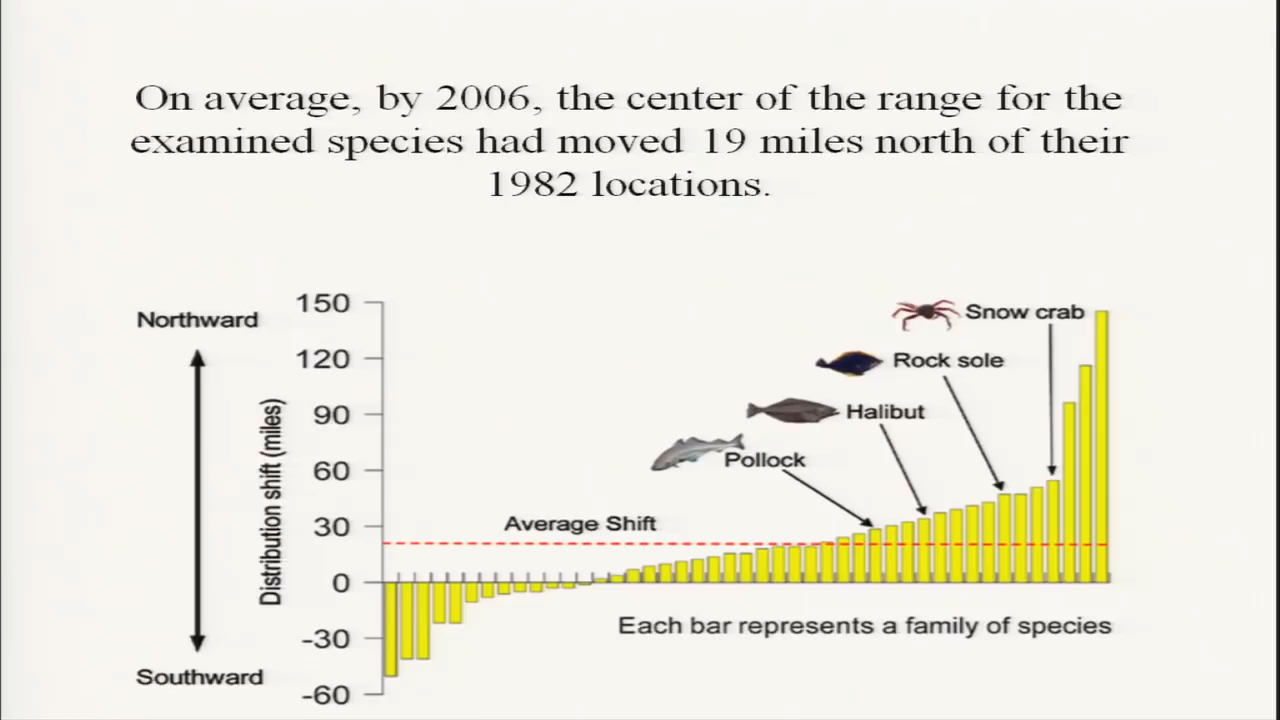 On average, by 2006, the center of the range for the
examined species had moved 19 miles north of their
1982 locations.
Northward
Southward
Distribution shift (miles)
150
120
90
60
30
0
-30
-60
Snow crab
Rock sole
Halibut
Pollock
Average Shift
Each bar represents a family of species